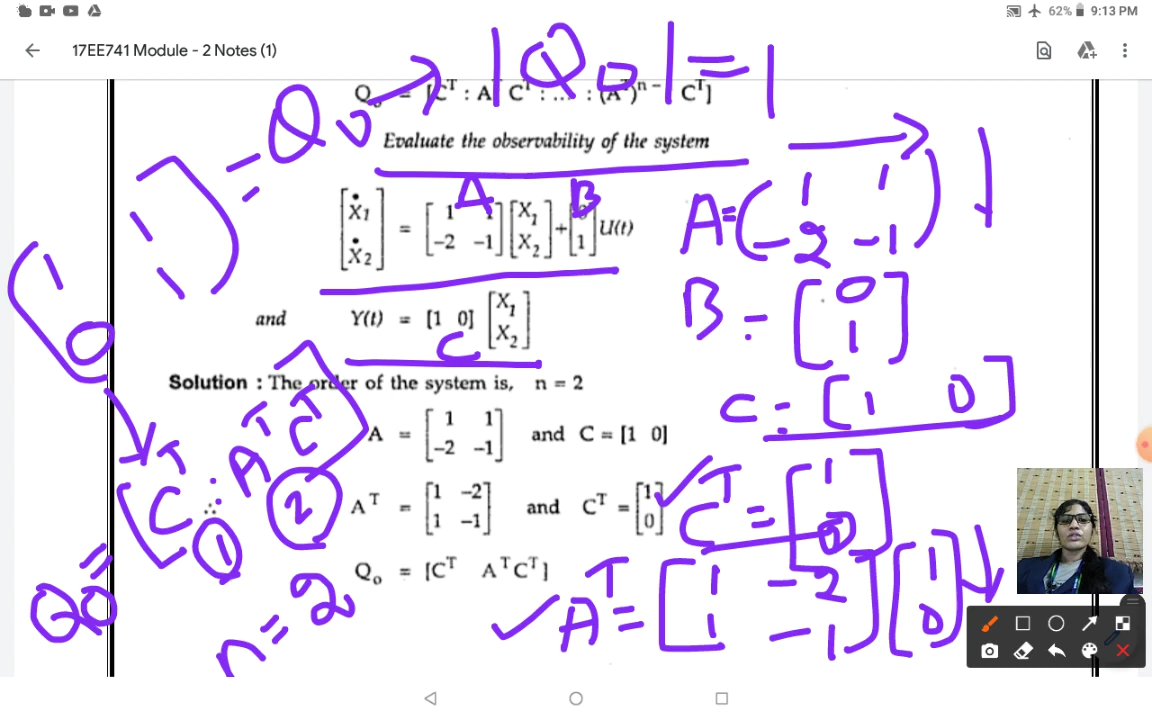 62% 9:13 PM
17EE741 Module - 2 Notes (1)
|Q0| = 1
Evaluate the observability of the system
A B
[Ẋ1 Ẋ2] = [1 1 -2 -1] [X1 X2] + [0 1] U(t)
A = (1 1 -2 -1)
B = [0 1]
and Y(t) = [1 0] [X1 X2]
C
C = [1 0]
(1 1 0 1) = Q0
Solution : The order of the system is, n = 2
A = [1 1 -2 -1] and C = [1 0]
AT = [1 -2 1 -1] and CT = [1 0]
CT = [1 0]
Q0 = [CT ATCT]
Q0 = [CT : ATCT]
1 2
n = 2
AT = [1 -2 1 -1] [1 0]